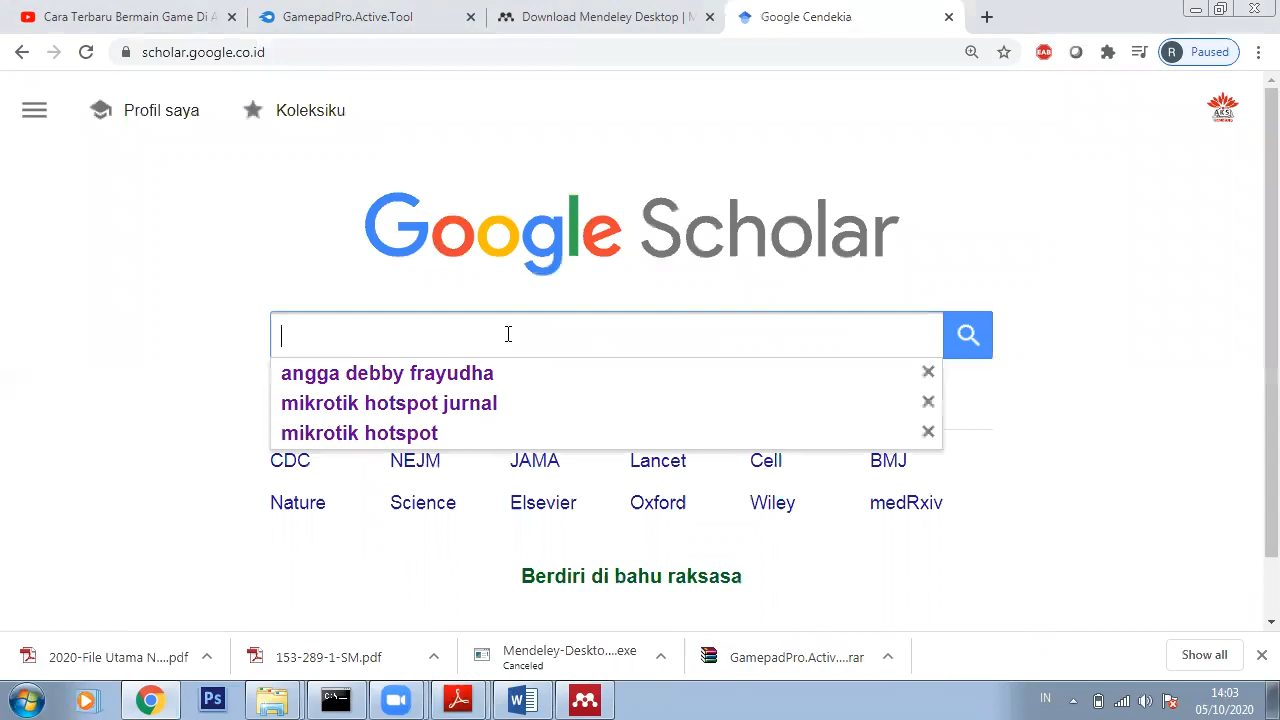 Cara Terbaru Bermain Game Di A
GamepadPro.Active.Tool
Download Mendeley Desktop | M
Google Cendekia
scholar.google.co.id
EAB
R Paused
Profil saya
Koleksiku
AKSI
Google Scholar
angga debby frayudha
mikrotik hotspot jurnal
mikrotik hotspot
CDC NEJM JAMA Lancet Cell BMJ
Nature Science Elsevier Oxford Wiley medRxiv
Berdiri di bahu raksasa
2020-File Utama N....pdf
153-289-1-SM.pdf
Mendeley-Deskto....exe
Canceled
GamepadPro.Activ....rar
Show all
Ps
C:\_
W
IN
14:03
05/10/2020